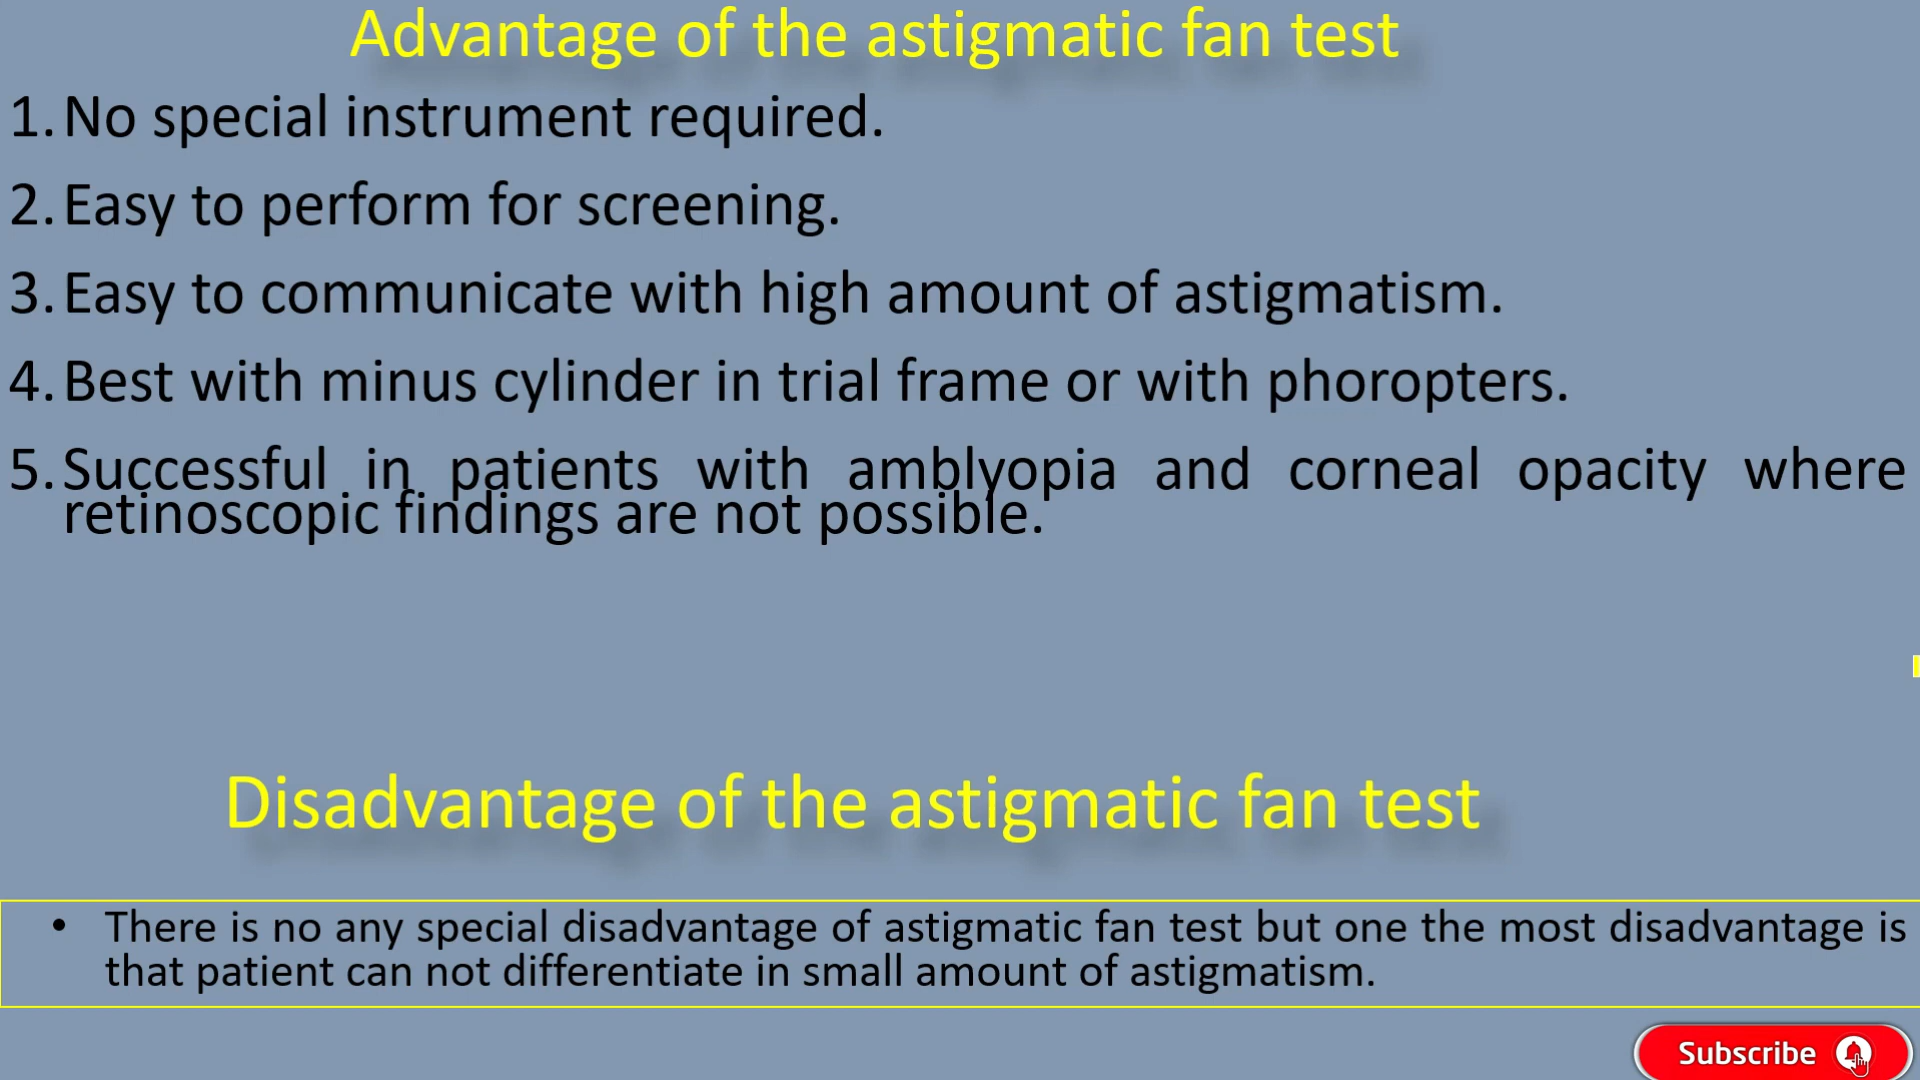 Advantage of the astigmatic fan test
1. No special instrument required.
2. Easy to perform for screening.
3. Easy to communicate with high amount of astigmatism.
4. Best with minus cylinder in trial frame or with phoropters.
5. Successful in patients with amblyopia and corneal opacity where
retinoscopic findings are not possible.
Disadvantage of the astigmatic fan test
• There is no any special disadvantage of astigmatic fan test but one the most disadvantage is
that patient can not differentiate in small amount of astigmatism.
Subscribe